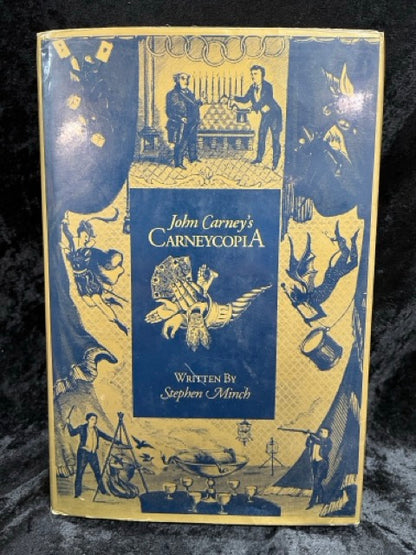 John Carney's
CARNEYCOPIA
WRITTEN BY
Stephen Minch